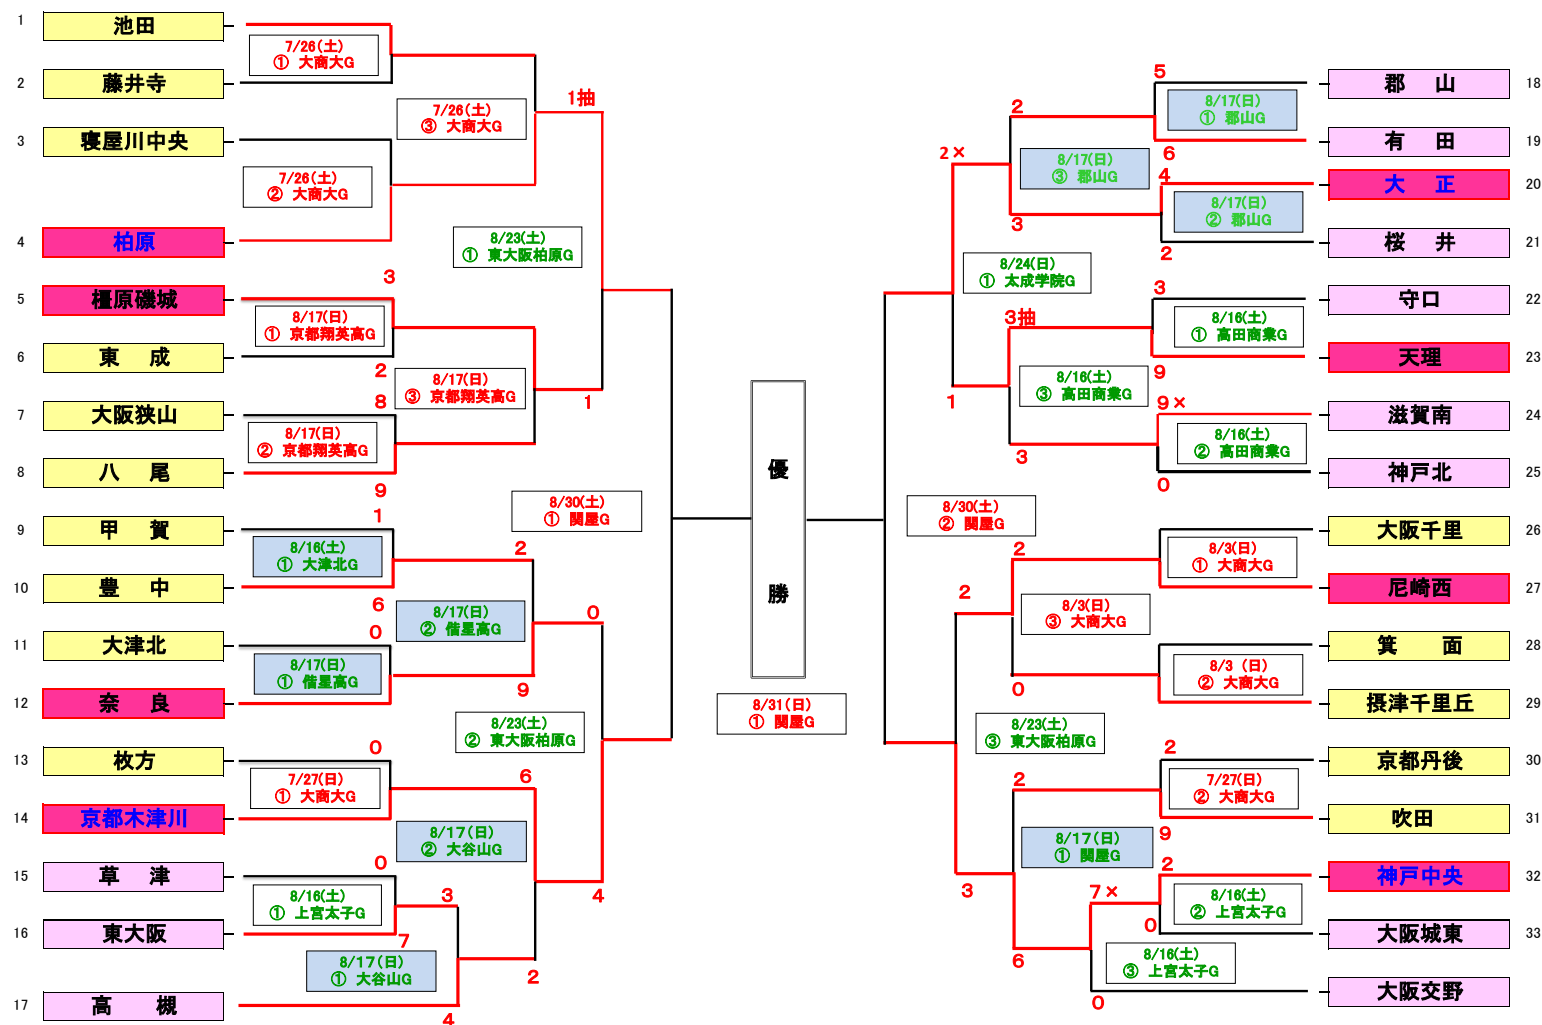 1 池田
7/26(土)
① 大商大G
2 藤井寺
1抽
7/26(土)
③ 大商大G
3 寝屋川中央
7/26(土)
② 大商大G
4 柏原
8/23(土)
① 東大阪柏原G
3
5 橿原磯城
8/17(日)
① 京都翔英高G
6 東 成
2
8/17(日)
③ 京都翔英高G
1
8
7 大阪狭山
8/17(日)
② 京都翔英高G
8 八 尾
9
8/30(土)
① 関屋G
1
9 甲 賀
8/16(土)
① 大津北G
2
10 豊 中
6
8/17(日)
② 偕星高G
0
0
11 大津北
8/17(日)
① 偕星高G
9
12 奈 良
8/23(土)
② 東大阪柏原G
0
13 枚方
7/27(日)
① 大商大G
6
14 京都木津川
8/17(日)
② 大谷山G
0
15 草 津
8/16(土)
① 上宮太子G
3
4
16 東大阪
7
8/17(日)
① 大谷山G
2
17 高 槻
4
優
勝
8/31(日)
① 関屋G
5
郡 山 18
8/17(日)
① 郡山G
2
有 田 19
6
2×
8/17(日)
③ 郡山G
4
大 正 20
8/17(日)
② 郡山G
3
桜 井 21
2
8/24(日)
① 太成学院G
3
守口 22
3抽
8/16(土)
① 高田商業G
天理 23
9
8/16(土)
③ 高田商業G
1
9×
滋賀南 24
8/16(土)
② 高田商業G
3
神戸北 25
0
8/30(土)
② 関屋G
大阪千里 26
2
8/3(日)
① 大商大G
尼崎西 27
2
8/3(日)
③ 大商大G
箕 面 28
8/3 (日)
② 大商大G
0
摂津千里丘 29
8/23(土)
③ 東大阪柏原G
2
京都丹後 30
2
7/27(日)
② 大商大G
吹田 31
9
8/17(日)
① 関屋G
2
神戸中央 32
3
7×
8/16(土)
② 上宮太子G
0
大阪城東 33
6
8/16(土)
③ 上宮太子G
大阪交野
0